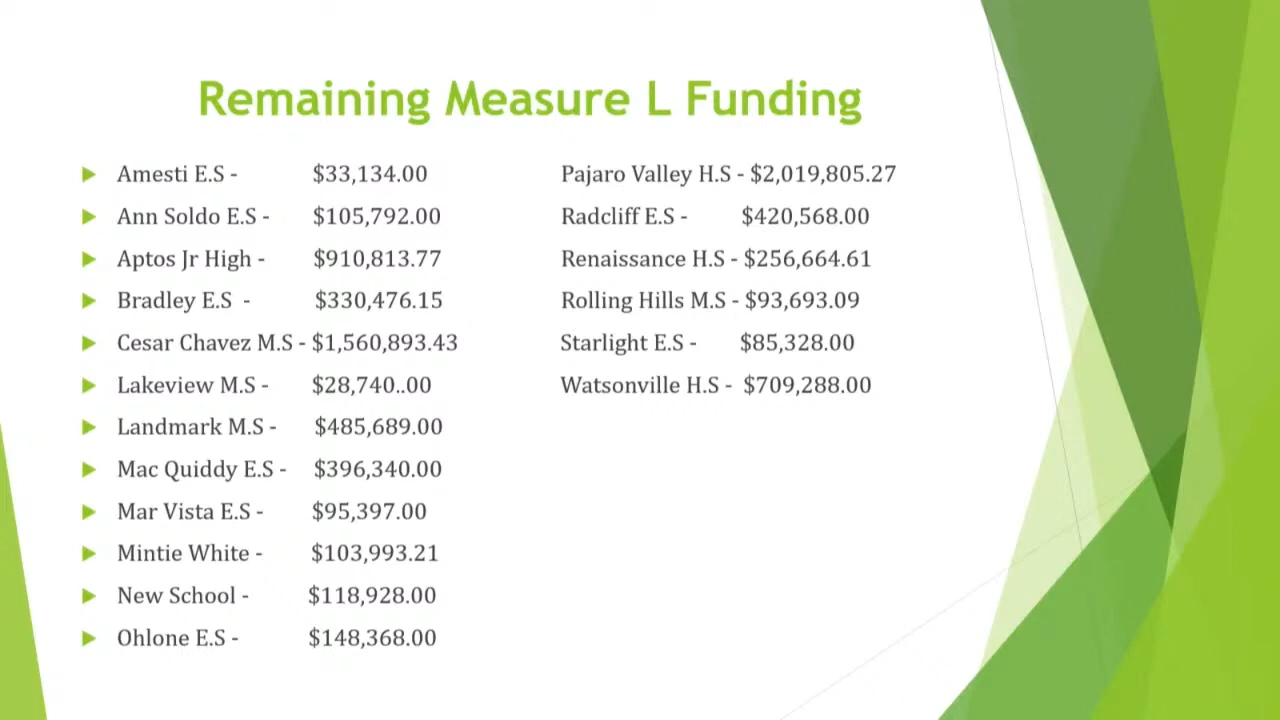 Remaining Measure L Funding
Amesti E.S - $33,134.00
Ann Soldo E.S - $105,792.00
Aptos Jr High - $910,813.77
Bradley E.S - $330,476.15
Cesar Chavez M.S - $1,560,893.43
Lakeview M.S - $28,740..00
Landmark M.S - $485,689.00
Mac Quiddy E.S - $396,340.00
Mar Vista E.S - $95,397.00
Mintie White - $103,993.21
New School - $118,928.00
Ohlone E.S - $148,368.00
Pajaro Valley H.S - $2,019,805.27
Radcliff E.S - $420,568.00
Renaissance H.S - $256,664.61
Rolling Hills M.S - $93,693.09
Starlight E.S - $85,328.00
Watsonville H.S - $709,288.00